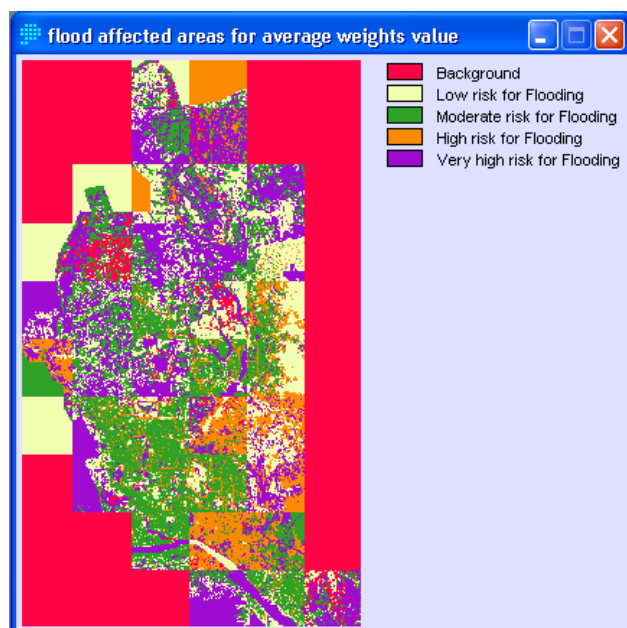 flood affected areas for average weights value
Background
Low risk for Flooding
Moderate risk for Flooding
High risk for Flooding
Very high risk for Flooding